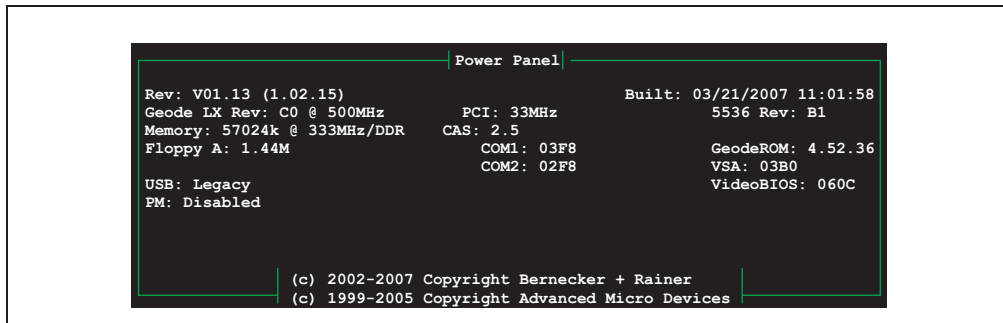 Power Panel
Rev: V01.13 (1.02.15) Built: 03/21/2007 11:01:58
Geode LX Rev: C0 @ 500MHz PCI: 33MHz 5536 Rev: B1
Memory: 57024k @ 333MHz/DDR CAS: 2.5
Floppy A: 1.44M COM1: 03F8 GeodeROM: 4.52.36
COM2: 02F8 VSA: 03B0
USB: Legacy VideoBIOS: 060C
PM: Disabled
(c) 2002-2007 Copyright Bernecker + Rainer
(c) 1999-2005 Copyright Advanced Micro Devices